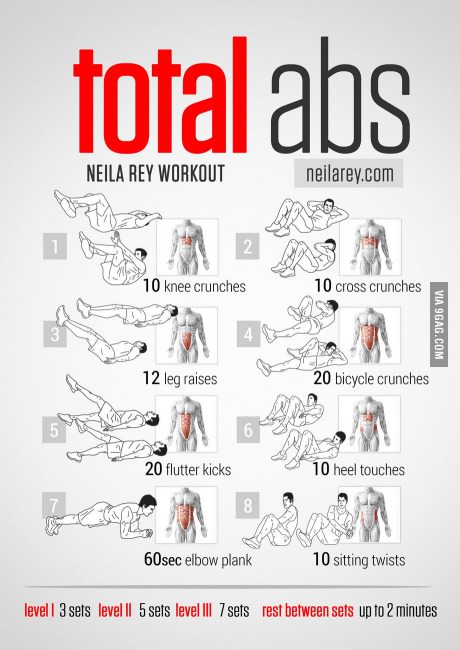 total abs
NEILA REY WORKOUT
neilarey.com
1
10 knee crunches
2
10 cross crunches
3
12 leg raises
4
20 bicycle crunches
5
20 flutter kicks
6
10 heel touches
7
60sec elbow plank
8
10 sitting twists
level I 3 sets level II 5 sets level III 7 sets rest between sets up to 2 minutes
VIA 9GAG.COM